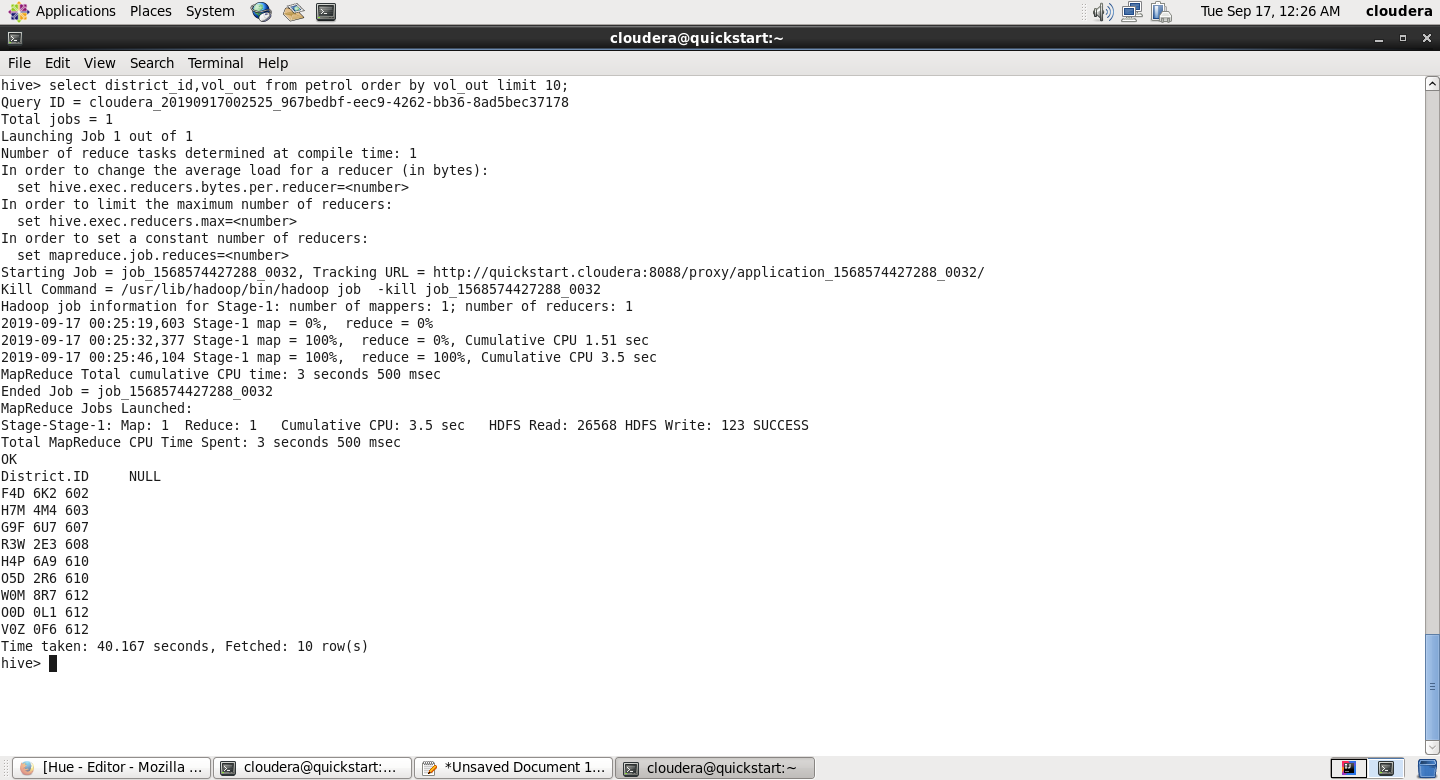 Applications Places System Tue Sep 17, 12:26 AM cloudera
cloudera@quickstart:~
File Edit View Search Terminal Help
hive> select district_id,vol_out from petrol order by vol_out limit 10;
Query ID = cloudera_20190917002525_967bedbf-eec9-4262-bb36-8ad5bec37178
Total jobs = 1
Launching Job 1 out of 1
Number of reduce tasks determined at compile time: 1
In order to change the average load for a reducer (in bytes):
  set hive.exec.reducers.bytes.per.reducer=<number>
In order to limit the maximum number of reducers:
  set hive.exec.reducers.max=<number>
In order to set a constant number of reducers:
  set mapreduce.job.reduces=<number>
Starting Job = job_1568574427288_0032, Tracking URL = http://quickstart.cloudera:8088/proxy/application_1568574427288_0032/
Kill Command = /usr/lib/hadoop/bin/hadoop job  -kill job_1568574427288_0032
Hadoop job information for Stage-1: number of mappers: 1; number of reducers: 1
2019-09-17 00:25:19,603 Stage-1 map = 0%,  reduce = 0%
2019-09-17 00:25:32,377 Stage-1 map = 100%,  reduce = 0%, Cumulative CPU 1.51 sec
2019-09-17 00:25:46,104 Stage-1 map = 100%,  reduce = 100%, Cumulative CPU 3.5 sec
MapReduce Total cumulative CPU time: 3 seconds 500 msec
Ended Job = job_1568574427288_0032
MapReduce Jobs Launched:
Stage-Stage-1: Map: 1  Reduce: 1   Cumulative CPU: 3.5 sec   HDFS Read: 26568 HDFS Write: 123 SUCCESS
Total MapReduce CPU Time Spent: 3 seconds 500 msec
OK
District.ID     NULL
F4D 6K2 602
H7M 4M4 603
G9F 6U7 607
R3W 2E3 608
H4P 6A9 610
O5D 2R6 610
W0M 8R7 612
O0D 0L1 612
V0Z 0F6 612
Time taken: 40.167 seconds, Fetched: 10 row(s)
hive>
[Hue - Editor - Mozilla ... cloudera@quickstart:... *Unsaved Document 1... cloudera@quickstart:~